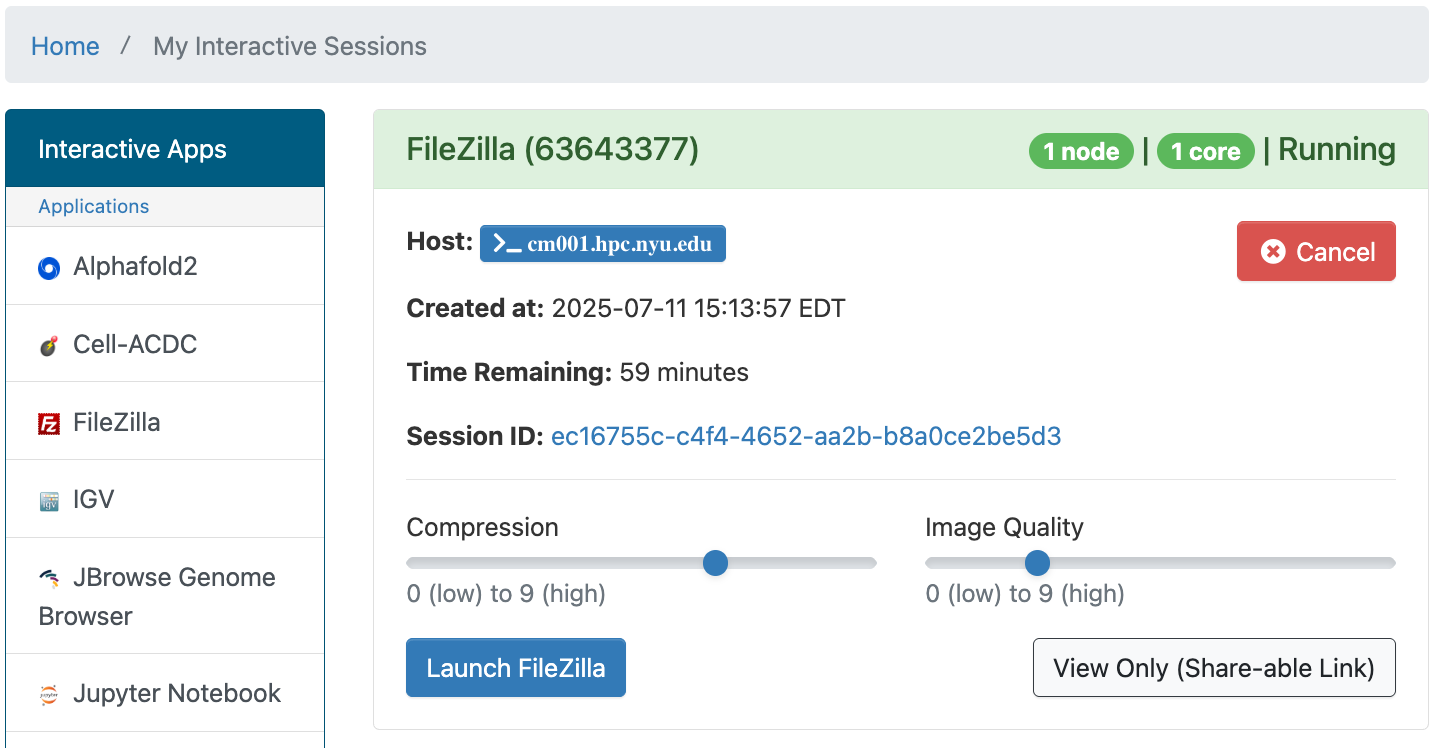 Home / My Interactive Sessions
Interactive Apps
Applications
Alphafold2
Cell-ACDC
FileZilla
IGV
JBrowse Genome
Browser
Jupyter Notebook
FileZilla (63643377)
1 node | 1 core | Running
Host: >_ cm001.hpc.nyu.edu
Cancel
Created at: 2025-07-11 15:13:57 EDT
Time Remaining: 59 minutes
Session ID: ec16755c-c4f4-4652-aa2b-b8a0ce2be5d3
Compression
0 (low) to 9 (high)
Image Quality
0 (low) to 9 (high)
Launch FileZilla
View Only (Share-able Link)